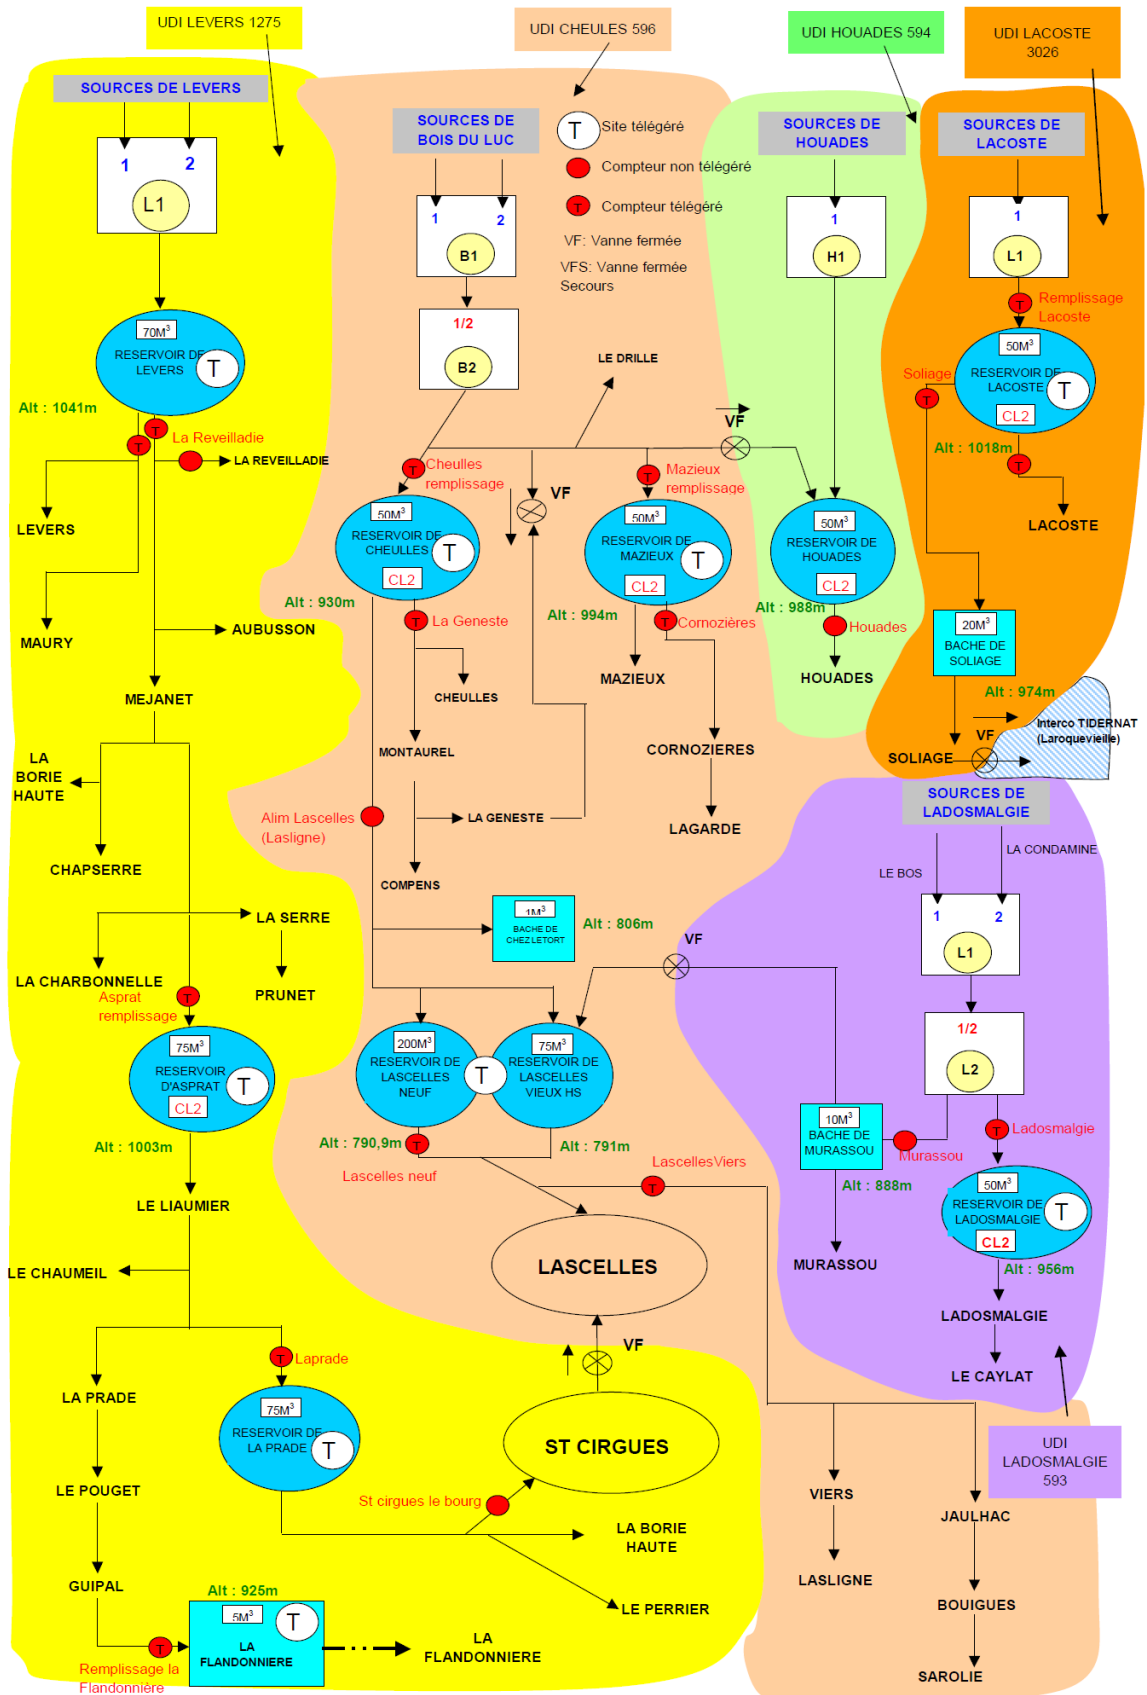 UDI LEVERS 1275
UDI CHEULES 596
UDI HOUADES 594
UDI LACOSTE
3026
SOURCES DE LEVERS
1
2
L1
70M³
RESERVOIR DE
LEVERS
T
Alt : 1041m
T
T
La Reveilladie
LA REVEILLADIE
LEVERS
MAURY
AUBUSSON
MEJANET
LA
BORIE
HAUTE
CHAPSERRE
LA SERRE
LA CHARBONNELLE
PRUNET
Asprat
remplissage
T
75M³
RESERVOIR
D'ASPRAT
CL2
T
Alt : 1003m
LE LIAUMIER
LE CHAUMEIL
T
Laprade
LA PRADE
75M³
RESERVOIR DE
LA PRADE
T
LE POUGET
GUIPAL
Alt : 925m
5M³
T
LA
FLANDONNIERE
T
Remplissage la
Flandonnière
LA
FLANDONNIERE
St cirgues le bourg
ST CIRGUES
VF
LA BORIE
HAUTE
LE PERRIER
SOURCES DE
BOIS DU LUC
1
2
B1
1/2
B2
T
Site télégéré
Compteur non télégéré
T
Compteur télégéré
VF: Vanne fermée
VFS: Vanne fermée
Secours
LE DRILLE
VF
T
Cheulles
remplissage
VF
T
Mazieux
remplissage
50M³
RESERVOIR DE
CHEULLES
T
CL2
Alt : 930m
T
La Geneste
50M³
RESERVOIR DE
MAZIEUX
T
CL2
Alt : 994m
T
Cornozières
CHEULLES
MAZIEUX
MONTAUREL
CORNOZIERES
LAGARDE
Alim Lascelles
(Lasligne)
LA GENESTE
COMPENS
1M³
BACHE DE
CHEZ LETORT
Alt : 806m
VF
200M³
RESERVOIR DE
LASCELLES
NEUF
T
75M³
RESERVOIR DE
LASCELLES
VIEUX HS
Alt : 790,9m
T
Alt : 791m
Lascelles neuf
LascellesViers
T
LASCELLES
VIERS
LASLIGNE
JAULHAC
BOUIGUES
SAROLIE
SOURCES DE
HOUADES
1
H1
50M³
RESERVOIR DE
HOUADES
CL2
Alt : 988m
Houades
HOUADES
SOURCES DE
LACOSTE
1
L1
T
Remplissage
Lacoste
50M³
RESERVOIR DE
LACOSTE
T
CL2
Soliage
T
Alt : 1018m
T
LACOSTE
20M³
BACHE DE
SOLIAGE
Alt : 974m
VF
SOLIAGE
Interco TIDERNAT
(Laroquevieille)
SOURCES DE
LADOSMALGIE
LA CONDAMINE
LE BOS
1
2
L1
1/2
L2
10M³
BACHE DE
MURASSOU
Murassou
Alt : 888m
T
Ladosmalgie
50M³
RESERVOIR DE
LADOSMALGIE
T
CL2
Alt : 956m
MURASSOU
LADOSMALGIE
LE CAYLAT
UDI
LADOSMALGIE
593